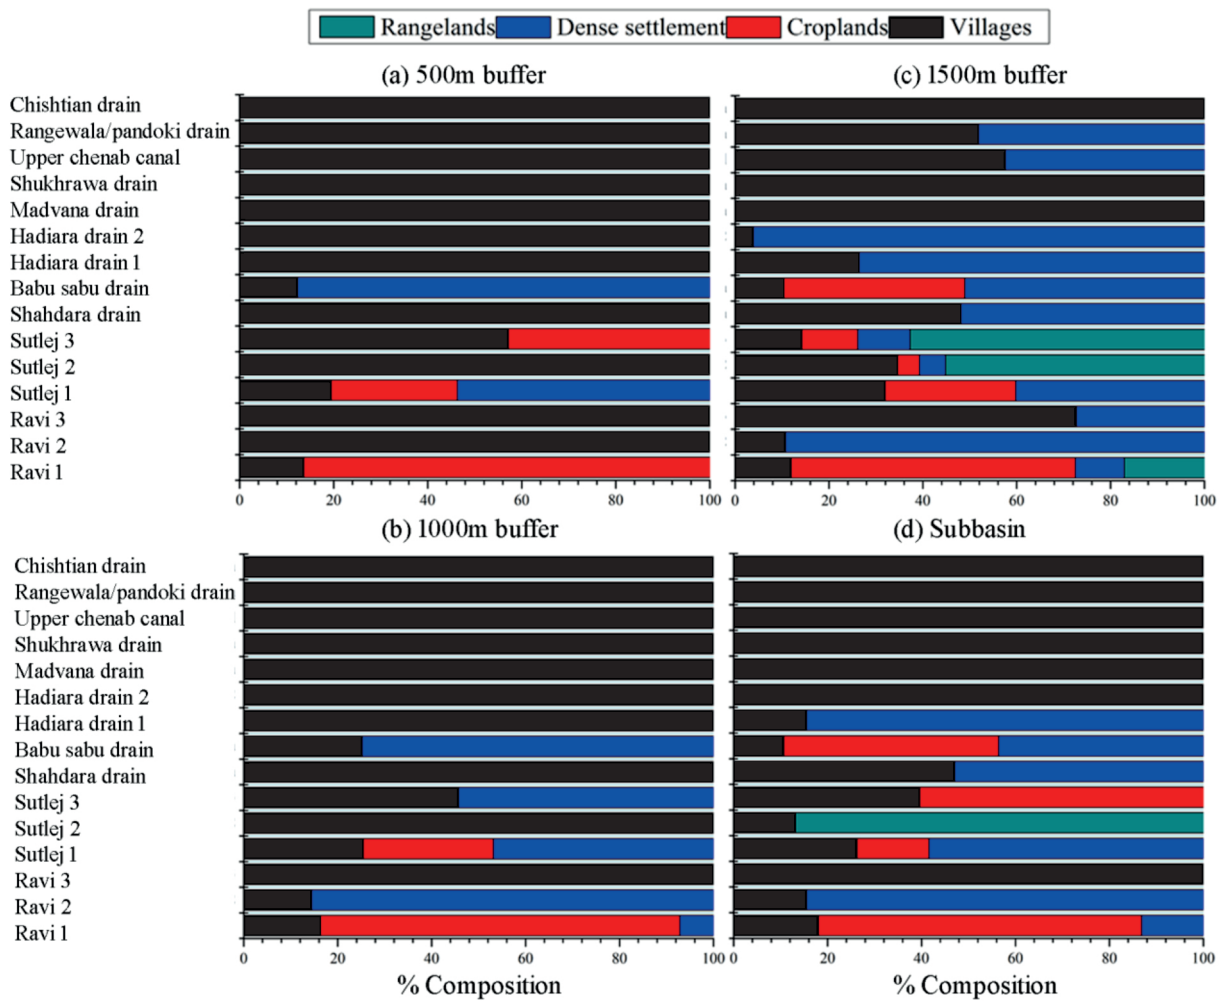 Rangelands Dense settlement Croplands Villages
(a) 500m buffer
(c) 1500m buffer
Chishtian drain
Rangewala/pandoki drain
Upper chenab canal
Shukhrawa drain
Madvana drain
Hadiara drain 2
Hadiara drain 1
Babu sabu drain
Shahdara drain
Sutlej 3
Sutlej 2
Sutlej 1
Ravi 3
Ravi 2
Ravi 1
0 20 40 60 80 100
0 20 40 60 80 100
(b) 1000m buffer
(d) Subbasin
Chishtian drain
Rangewala/pandoki drain
Upper chenab canal
Shukhrawa drain
Madvana drain
Hadiara drain 2
Hadiara drain 1
Babu sabu drain
Shahdara drain
Sutlej 3
Sutlej 2
Sutlej 1
Ravi 3
Ravi 2
Ravi 1
0 20 40 60 80 100
0 20 40 60 80 100
% Composition
% Composition